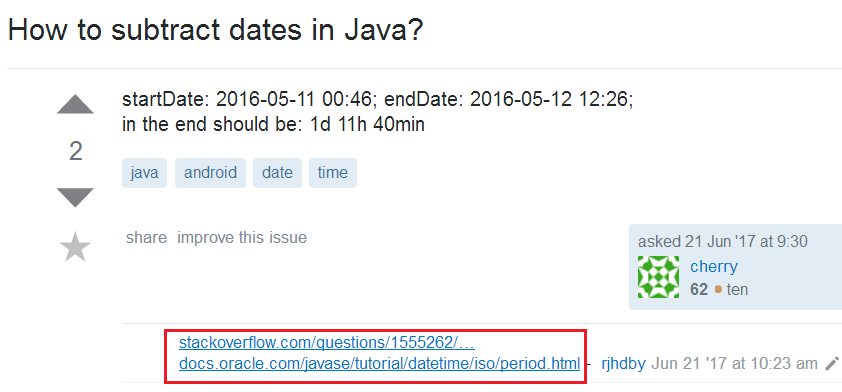 How to subtract dates in Java?
startDate: 2016-05-11 00:46; endDate: 2016-05-12 12:26;
2
in the end should be: 1d 11h 40min
java android date time
share improve this issue
asked 21 Jun '17 at 9:30
cherry
62 ten
stackoverflow.com/questions/1555262/…
docs.oracle.com/javase/tutorial/datetime/iso/period.html - rjhdby Jun 21 '17 at 10:23 am